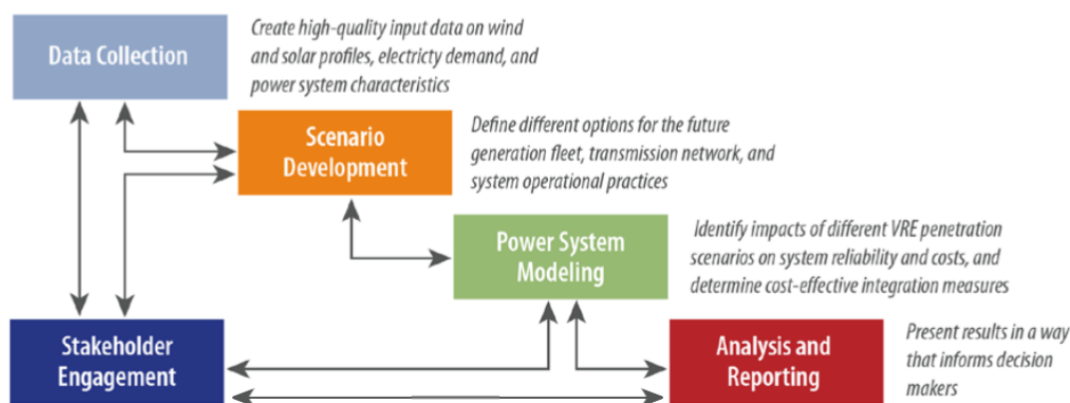 Data Collection
Create high-quality input data on wind
and solar profiles, electricty demand, and
power system characteristics
Scenario
Development
Define different options for the future
generation fleet, transmission network, and
system operational practices
Power System
Modeling
Identify impacts of different VRE penetration
scenarios on system reliability and costs, and
determine cost-effective integration measures
Stakeholder
Engagement
Analysis and
Reporting
Present results in a way
that informs decision
makers